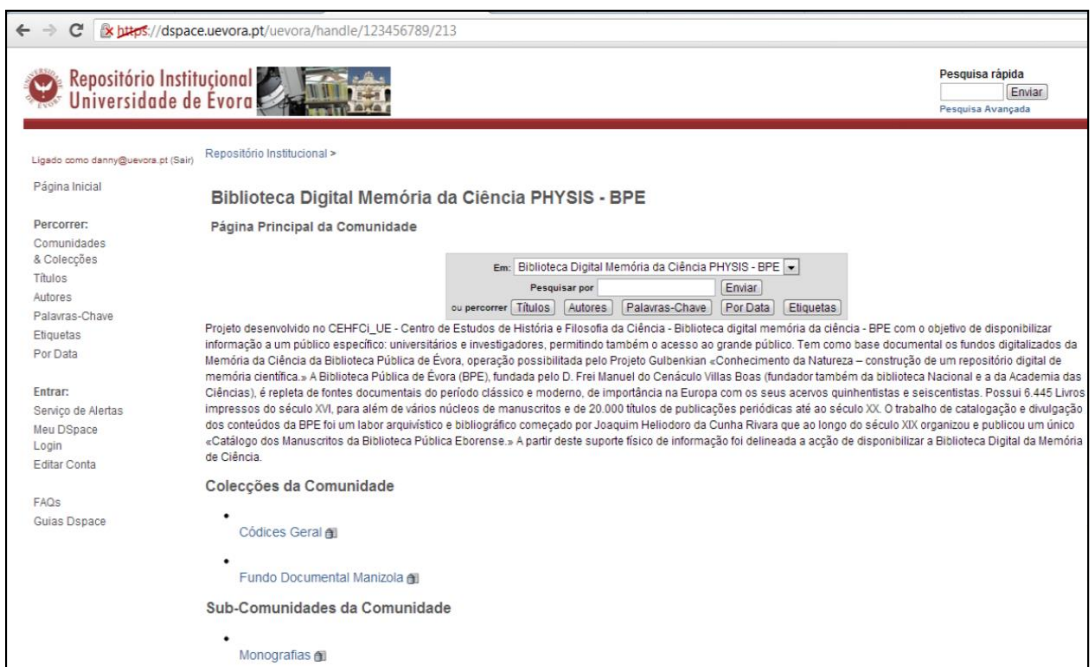 https://dspace.uevora.pt/uevora/handle/123456789/213
Repositório Institucional
Universidade de Évora
UNIVERSIDADE
DE ÉVORA
Pesquisa rápida
Enviar
Pesquisa Avançada
Ligado como danny@uevora.pt (Sair)
Repositório Institucional >
Página Inicial
Percorrer:
Comunidades
& Colecções
Títulos
Autores
Palavras-Chave
Etiquetas
Por Data
Entrar:
Serviço de Alertas
Meu DSpace
Login
Editar Conta
FAQs
Guias Dspace
Biblioteca Digital Memória da Ciência PHYSIS - BPE
Página Principal da Comunidade
Em: Biblioteca Digital Memória da Ciência PHYSIS - BPE
Pesquisar por Enviar
ou percorrer Títulos Autores Palavras-Chave Por Data Etiquetas
Projeto desenvolvido no CEHFCi_UE - Centro de Estudos de História e Filosofia da Ciência - Biblioteca digital memória da ciência - BPE com o objetivo de disponibilizar
informação a um público específico: universitários e investigadores, permitindo também o acesso ao grande público. Tem como base documental os fundos digitalizados da
Memória da Ciência da Biblioteca Pública de Évora, operação possibilitada pelo Projeto Gulbenkian «Conhecimento da Natureza – construção de um repositório digital de
memória científica.» A Biblioteca Pública de Évora (BPE), fundada pelo D. Frei Manuel do Cenáculo Villas Boas (fundador também da biblioteca Nacional e a da Academia das
Ciências), é repleta de fontes documentais do período clássico e moderno, de importância na Europa com os seus acervos quinhentistas e seiscentistas. Possui 6.445 Livros
impressos do século XVI, para além de vários núcleos de manuscritos e de 20.000 títulos de publicações periódicas até ao século XX. O trabalho de catalogação e divulgação
dos conteúdos da BPE foi um labor arquivístico e bibliográfico começado por Joaquim Heliodoro da Cunha Rivara que ao longo do século XIX organizou e publicou um único
«Catálogo dos Manuscritos da Biblioteca Pública Eborense.» A partir deste suporte físico de informação foi delineada a acção de disponibilizar a Biblioteca Digital da Memória
de Ciência.
Colecções da Comunidade
Códices Geral
Fundo Documental Manizola
Sub-Comunidades da Comunidade
Monografias